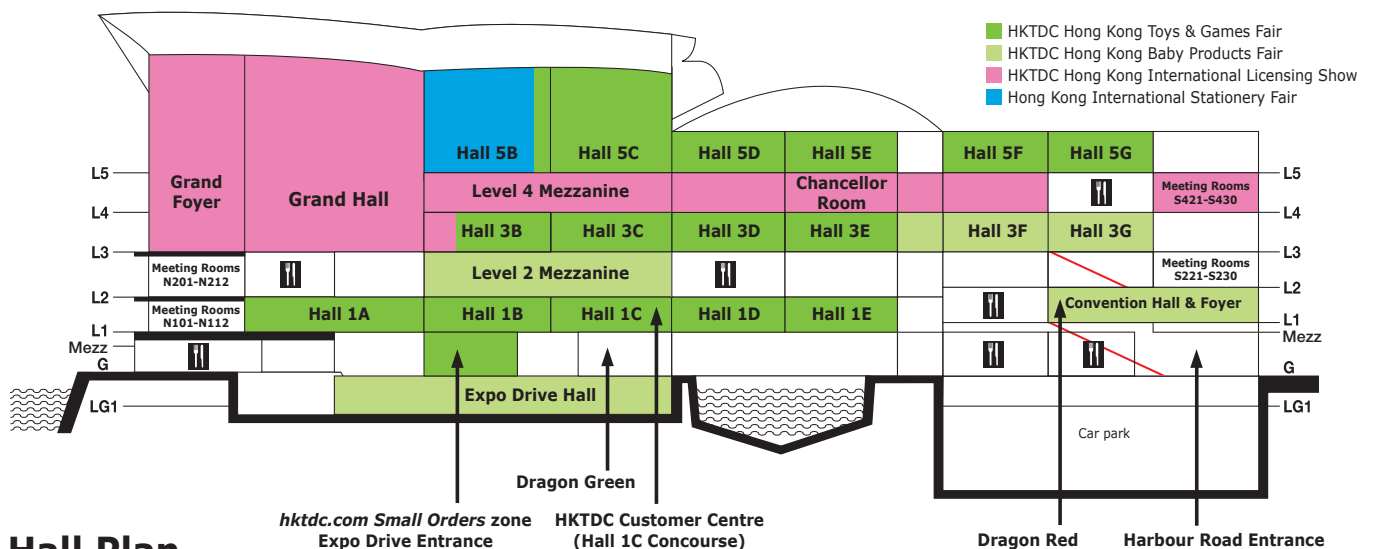 HKTDC Hong Kong Toys & Games Fair
HKTDC Hong Kong Baby Products Fair
HKTDC Hong Kong International Licensing Show
Hong Kong International Stationery Fair
Hall 5B
Hall 5C
Hall 5D
Hall 5E
Hall 5F
Hall 5G
L5
L5
Grand
Foyer
Grand Hall
Level 4 Mezzanine
Chancellor
Room
Meeting Rooms
S421-S430
L4
L4
Hall 3B
Hall 3C
Hall 3D
Hall 3E
Hall 3F
Hall 3G
L3
L3
Meeting Rooms
N201-N212
Level 2 Mezzanine
Meeting Rooms
S221-S230
L2
L2
Meeting Rooms
N101-N112
Hall 1A
Hall 1B
Hall 1C
Hall 1D
Hall 1E
Convention Hall & Foyer
L1
L1
Mezz
Mezz
G
G
Expo Drive Hall
LG1
LG1
Car park
Dragon Green
hktdc.com Small Orders zone
Expo Drive Entrance
HKTDC Customer Centre
(Hall 1C Concourse)
Dragon Red
Harbour Road Entrance
Hall Plan